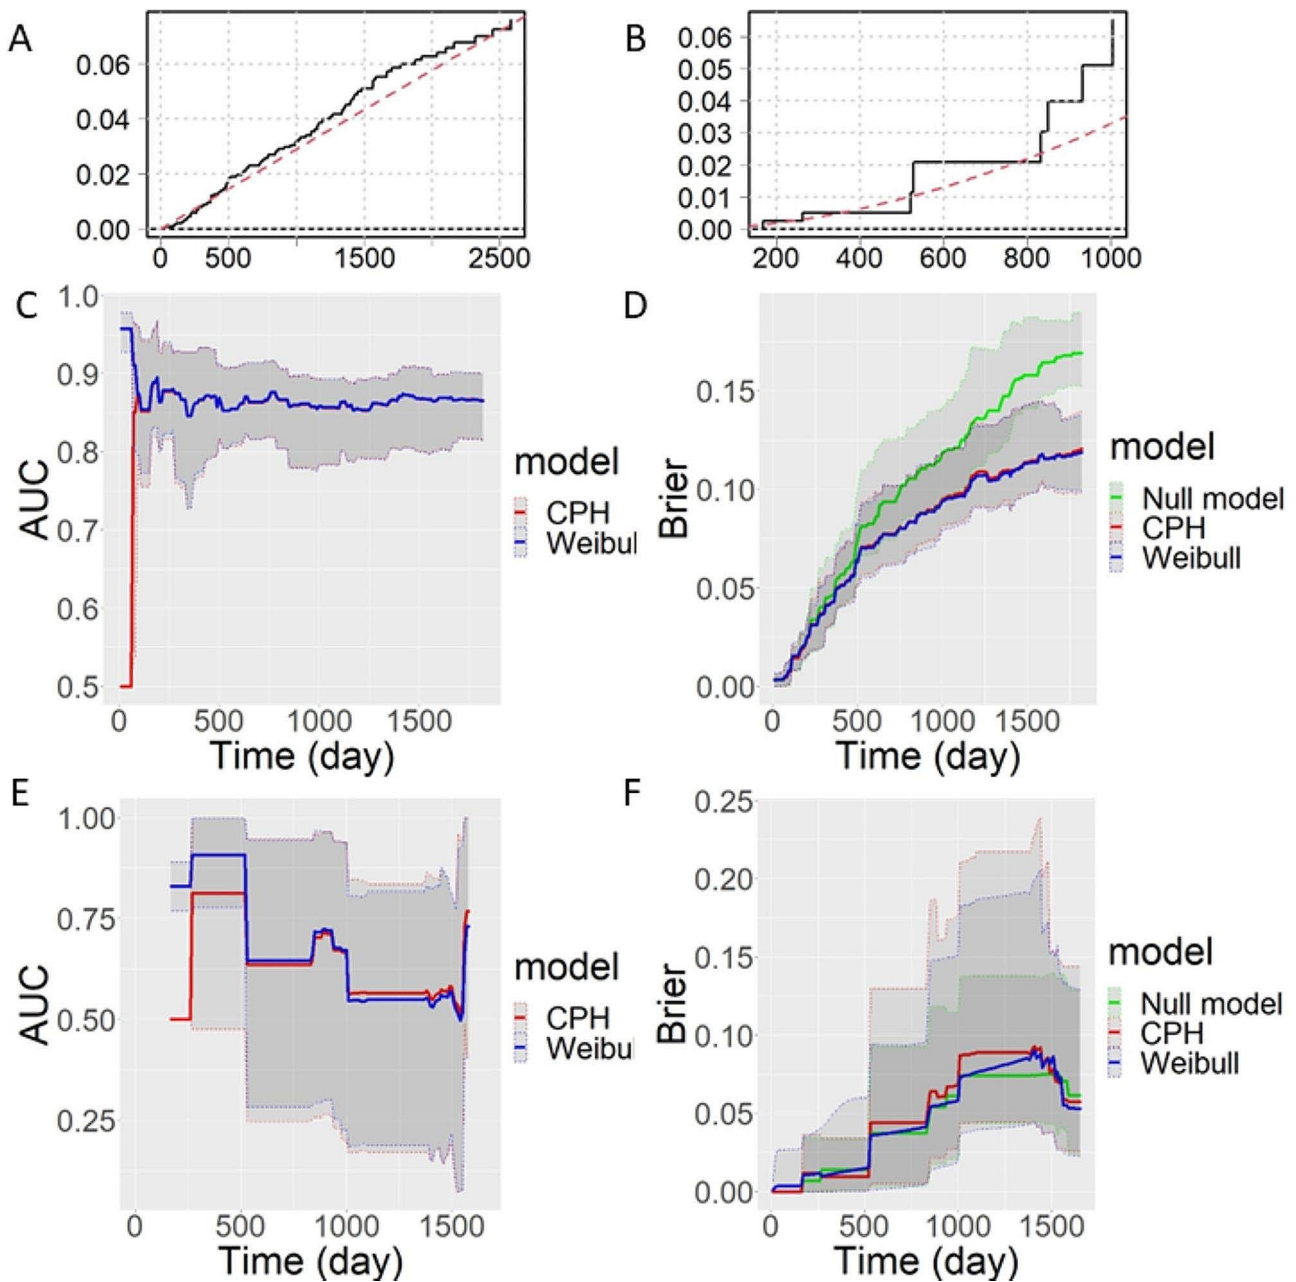 A
0.06
0.04
0.02
0.00
0 500 1500 2500
B
0.06
0.05
0.04
0.03
0.02
0.01
0.00
200 400 600 800 1000
C
1.0
0.9
0.8
0.7
0.6
0.5
AUC
0 500 1000 1500
Time (day)
model
CPH
Weibul
D
0.15
0.10
0.05
0.00
Brier
0 500 1000 1500
Time (day)
model
Null model
CPH
Weibull
E
1.00
0.75
0.50
0.25
AUC
0 500 1000 1500
Time (day)
model
CPH
Weibu
F
0.25
0.20
0.15
0.10
0.05
0.00
Brier
0 500 1000 1500
Time (day)
model
Null model
CPH
Weibull